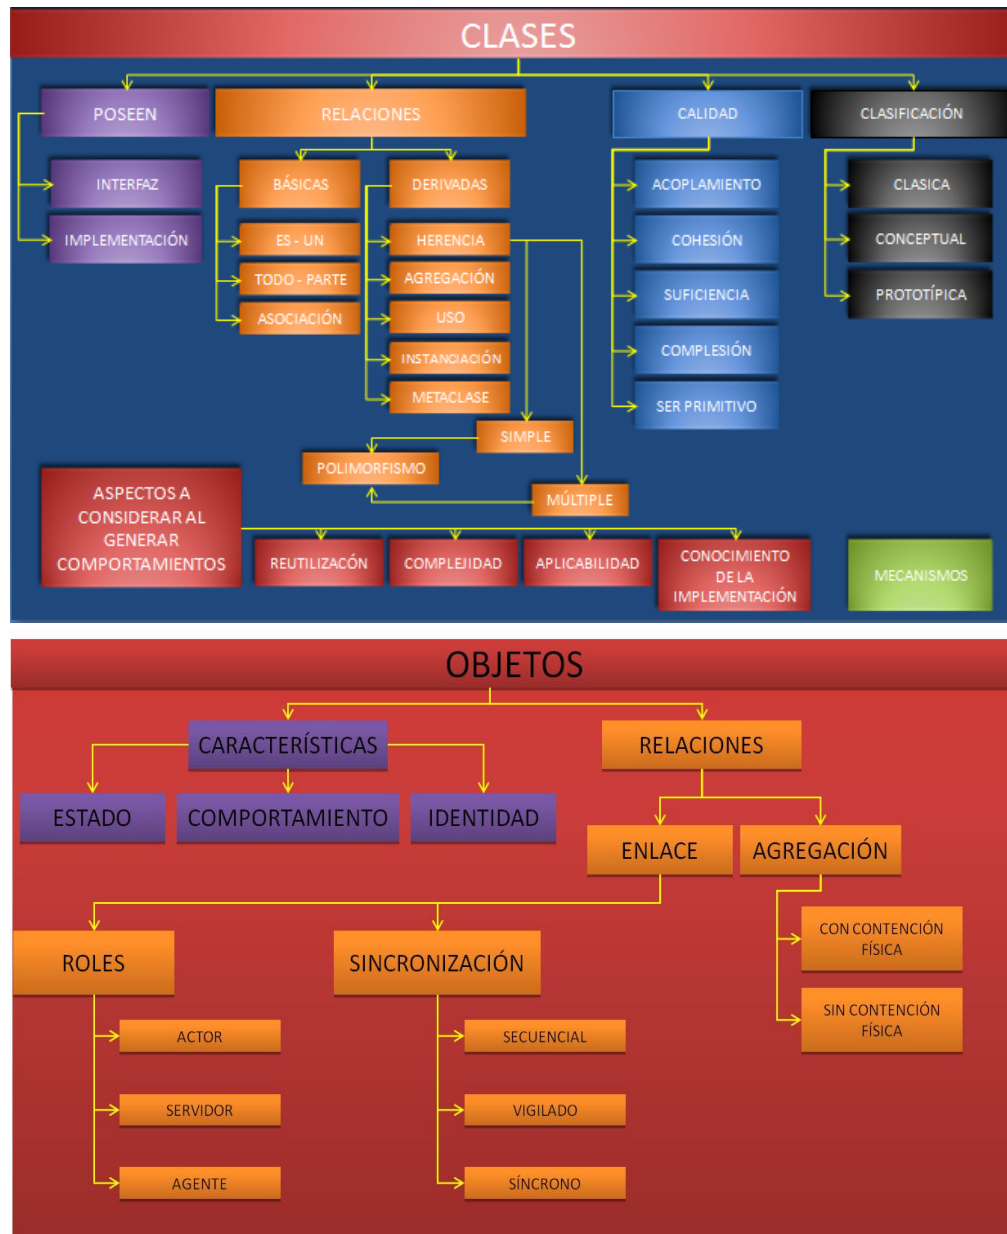 CLASES
POSEEN
RELACIONES
CALIDAD
CLASIFICACIÓN
INTERFAZ
IMPLEMENTACIÓN
BÁSICAS
ES - UN
TODO - PARTE
ASOCIACIÓN
DERIVADAS
HERENCIA
AGREGACIÓN
USO
INSTANCIACIÓN
METACLASE
SIMPLE
POLIMORFISMO
MÚLTIPLE
ACOPLAMIENTO
COHESIÓN
SUFICIENCIA
COMPLESIÓN
SER PRIMITIVO
CLASICA
CONCEPTUAL
PROTOTÍPICA
ASPECTOS A
CONSIDERAR AL
GENERAR
COMPORTAMIENTOS
REUTILIZACÓN
COMPLEJIDAD
APLICABILIDAD
CONOCIMIENTO
DE LA
IMPLEMENTACIÓN
MECANISMOS
OBJETOS
CARACTERÍSTICAS
RELACIONES
ESTADO
COMPORTAMIENTO
IDENTIDAD
ENLACE
AGREGACIÓN
CON CONTENCIÓN
FÍSICA
SIN CONTENCIÓN
FÍSICA
ROLES
SINCRONIZACIÓN
ACTOR
SERVIDOR
AGENTE
SECUENCIAL
VIGILADO
SÍNCRONO